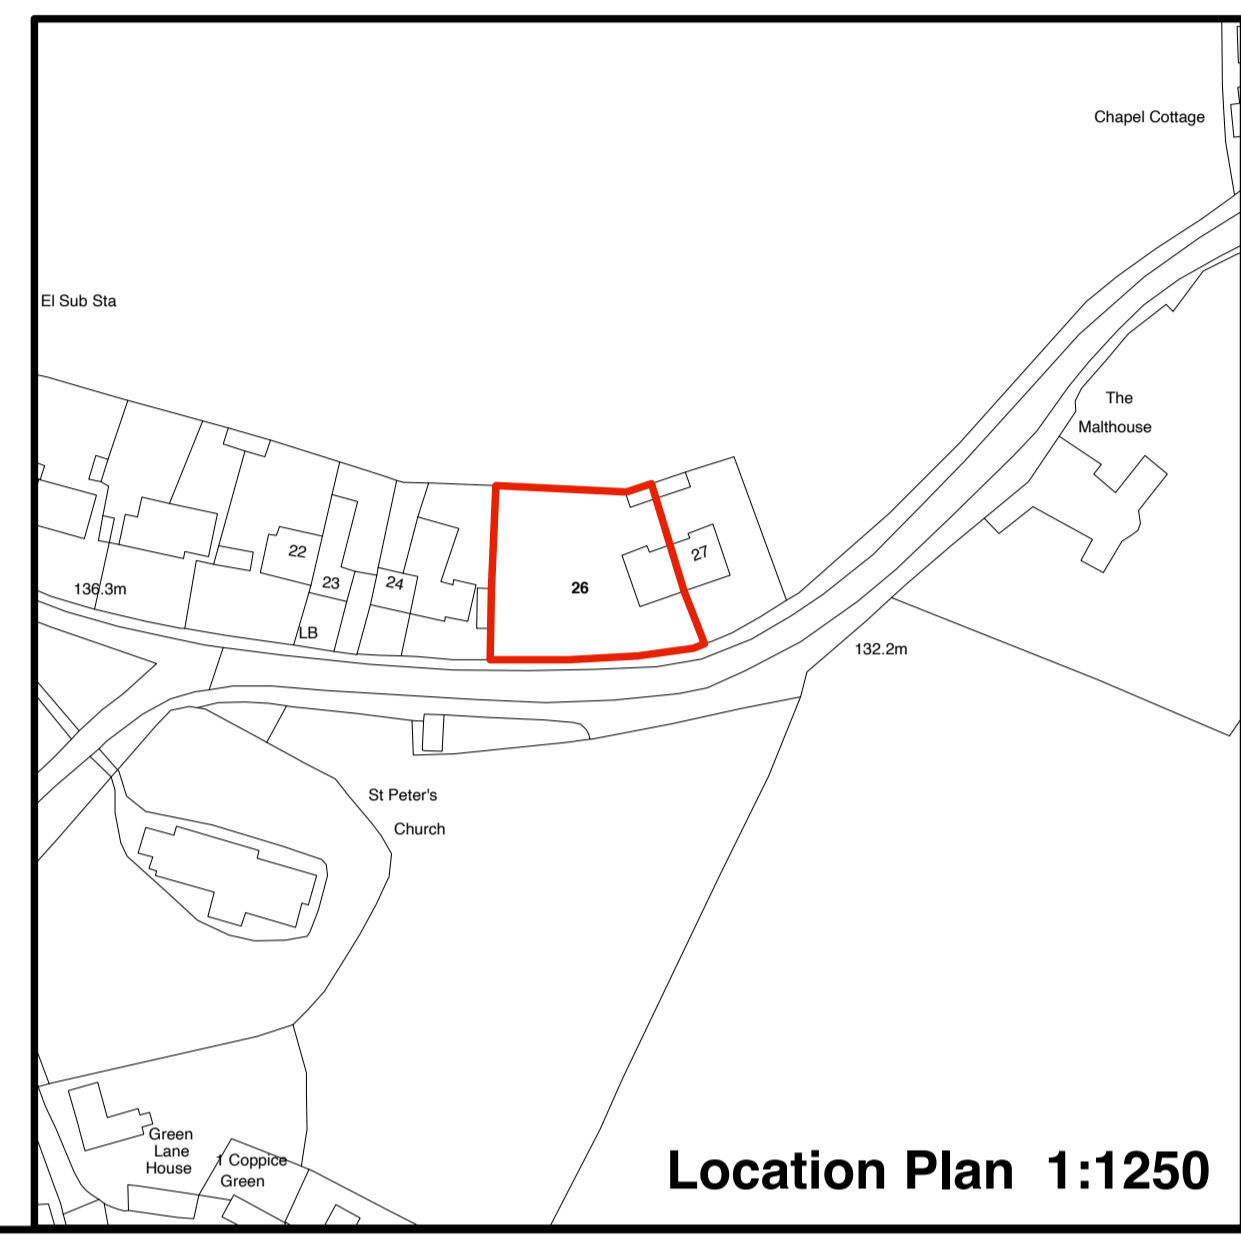 Chapel Cottage
El Sub Sta
The
Malthouse
22
23
24
26
27
136.3m
LB
132.2m
St Peter's
Church
Green
Lane
House
1 Coppice
Green
Location Plan 1:1250